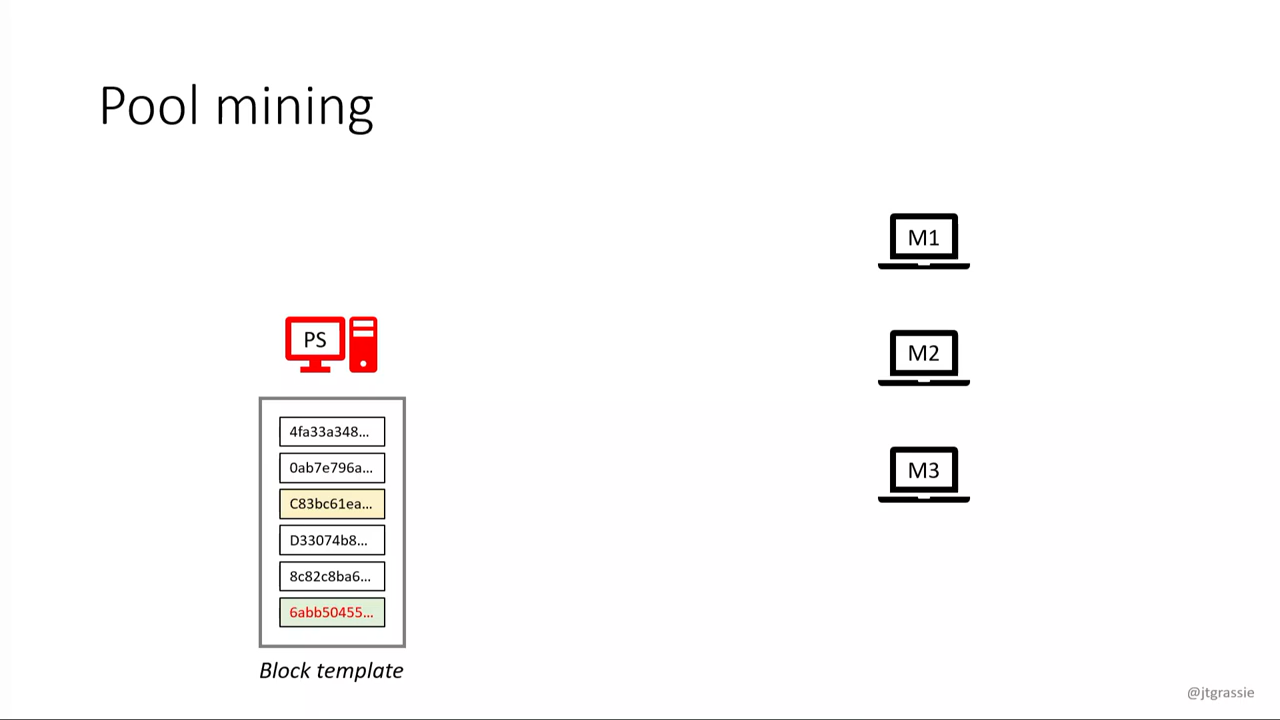 Pool mining
M1
PS
M2
M3
4fa33a348...
0ab7e796a...
C83bc61ea...
D33074b8...
8c82c8ba6...
6abb50455...
Block template
@jtgrassie